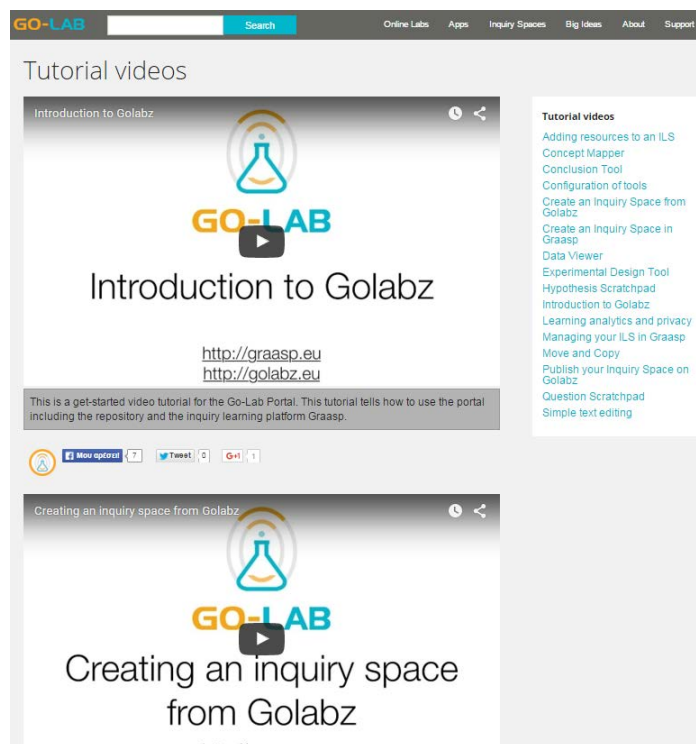 GO-LAB
Search
Online Labs
Apps
Inquiry Spaces
Big Ideas
About
Support
Tutorial videos
Introduction to Golabz
GO-LAB
Introduction to Golabz
http://graasp.eu
http://golabz.eu
This is a get-started video tutorial for the Go-Lab Portal. This tutorial tells how to use the portal
including the repository and the inquiry learning platform Graasp.
Μου αρέσει! 7
Tweet 0
G+1 1
Creating an inquiry space from Golabz
GO-LAB
Creating an inquiry space
from Golabz
Tutorial videos
Adding resources to an ILS
Concept Mapper
Conclusion Tool
Configuration of tools
Create an Inquiry Space from
Golabz
Create an Inquiry Space in
Graasp
Data Viewer
Experimental Design Tool
Hypothesis Scratchpad
Introduction to Golabz
Learning analytics and privacy
Managing your ILS in Graasp
Move and Copy
Publish your Inquiry Space on
Golabz
Question Scratchpad
Simple text editing